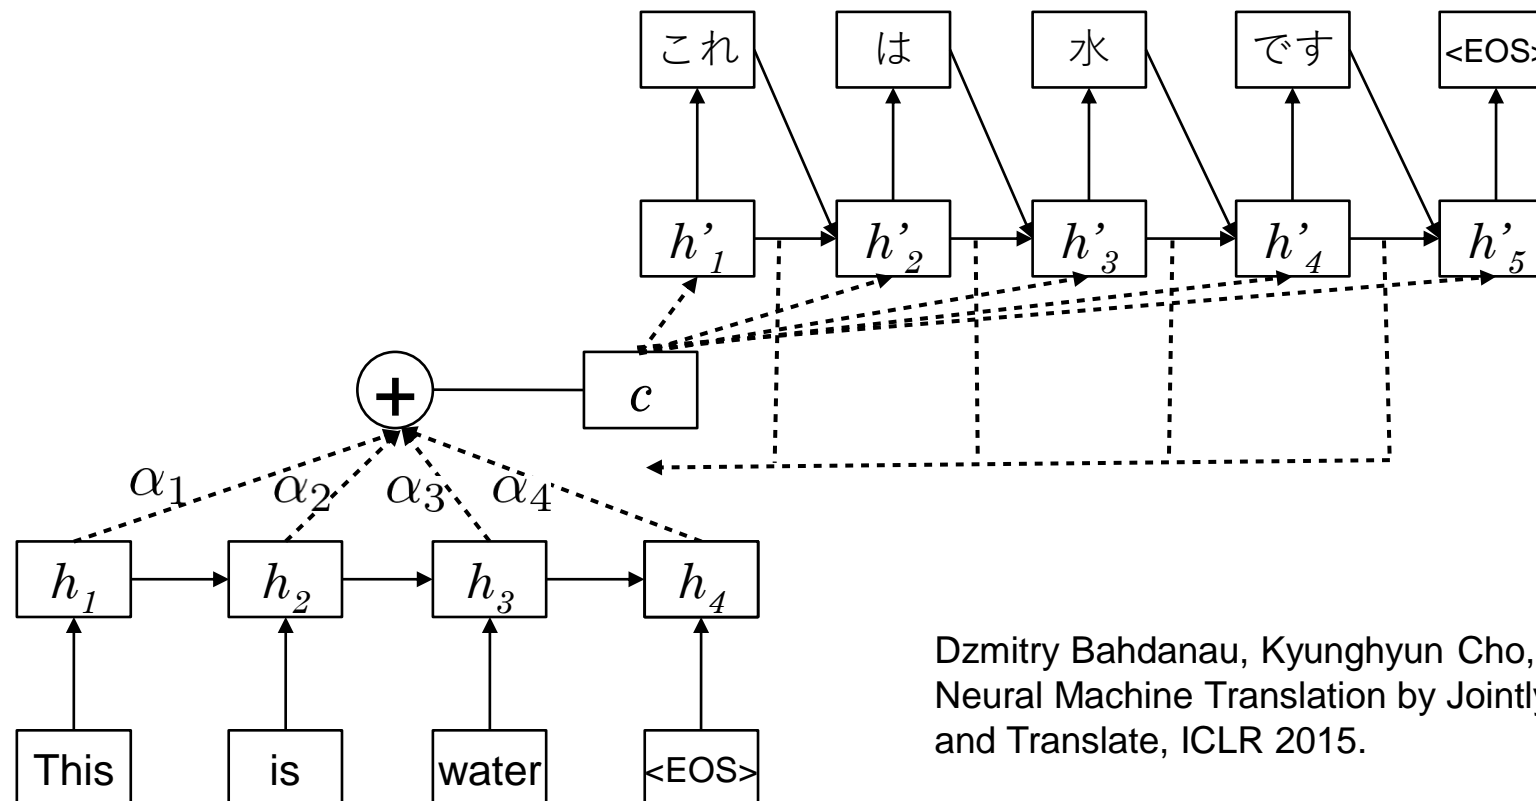 これ は 水 です <EOS>
h'1 h'2 h'3 h'4 h'5
+ c
α1 α2 α3 α4
h1 h2 h3 h4
Dzmitry Bahdanau, Kyunghyun Cho,
Neural Machine Translation by Jointly
and Translate, ICLR 2015.
This is water <EOS>